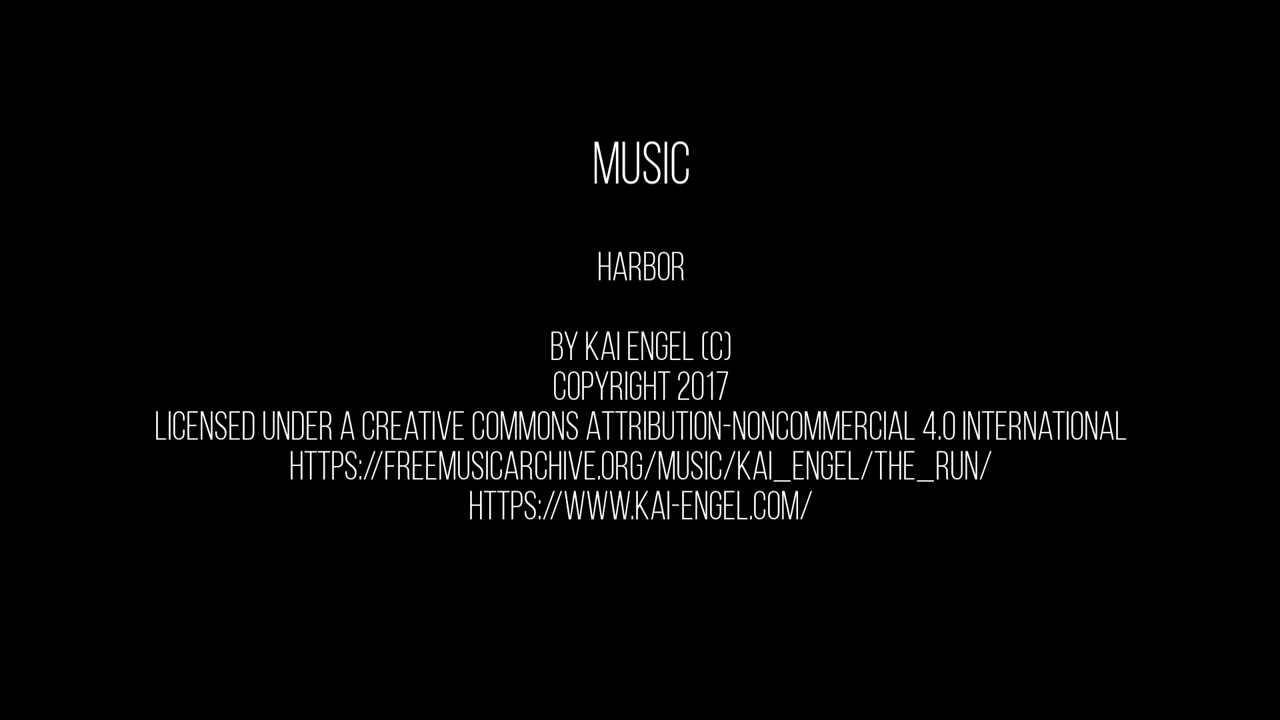 MUSIC
HARBOR
BY KAI ENGEL (C)
COPYRIGHT 2017
LICENSED UNDER A CREATIVE COMMONS ATTRIBUTION-NONCOMMERCIAL 4.0 INTERNATIONAL
HTTPS://FREEMUSICARCHIVE.ORG/MUSIC/KAI_ENGEL/THE_RUN/
HTTPS://WWW.KAI-ENGEL.COM/